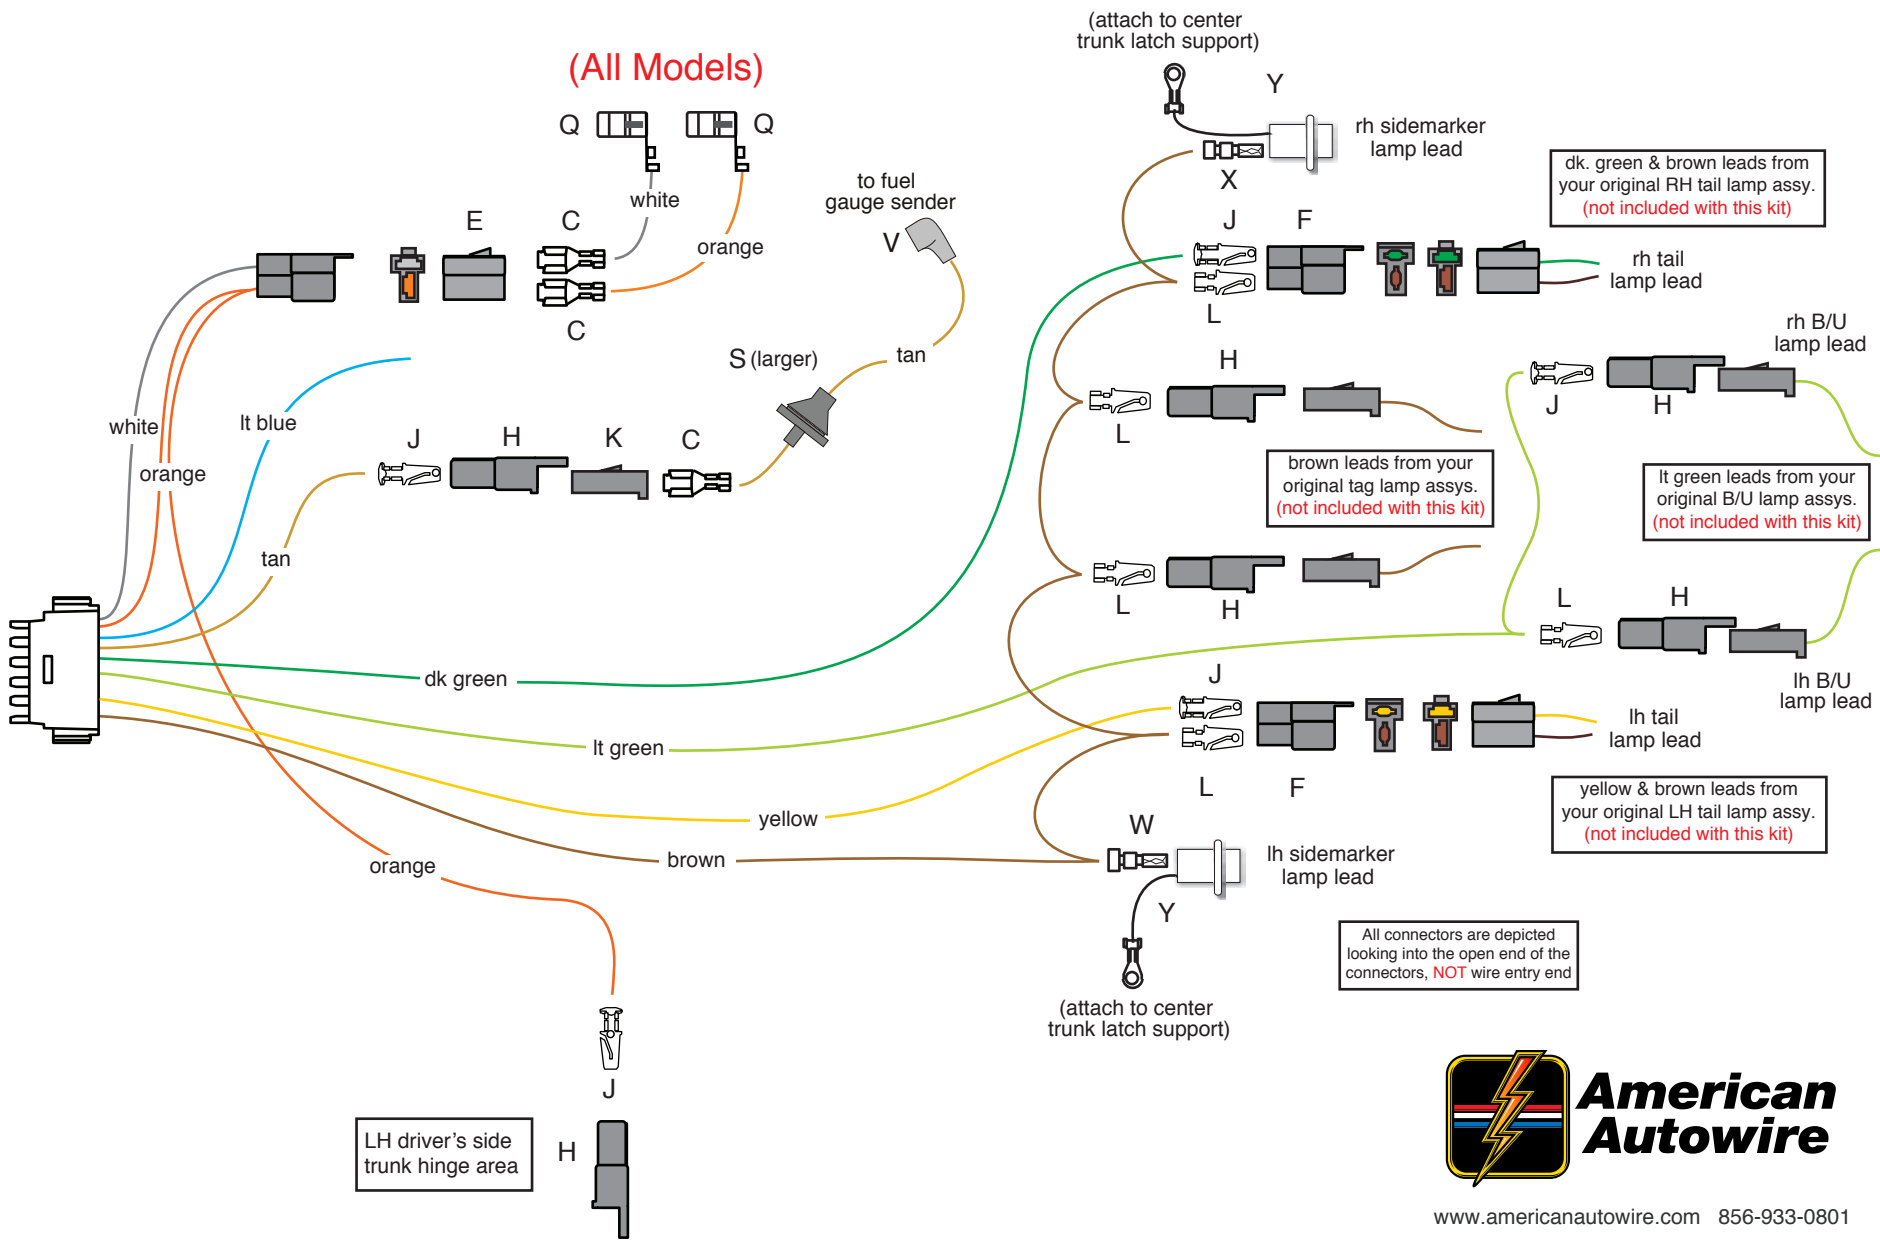 (All Models)
(attach to center
trunk latch support)
Y
rh sidemarker
lamp lead
X
Q
Q
white
orange
E
C
C
to fuel
gauge sender
V
tan
S (larger)
dk. green & brown leads from
your original RH tail lamp assy.
(not included with this kit)
J
F
L
rh tail
lamp lead
rh B/U
lamp lead
J
H
H
L
brown leads from your
original tag lamp assys.
(not included with this kit)
lt green leads from your
original B/U lamp assys.
(not included with this kit)
white
lt blue
orange
J
H
K
C
tan
L
H
L
H
lh B/U
lamp lead
dk green
lt green
yellow
brown
orange
J
L
F
lh tail
lamp lead
yellow & brown leads from
your original LH tail lamp assy.
(not included with this kit)
W
lh sidemarker
lamp lead
Y
(attach to center
trunk latch support)
All connectors are depicted
looking into the open end of the
connectors, NOT wire entry end
J
H
LH driver's side
trunk hinge area
American
Autowire
www.americanautowire.com 856-933-0801